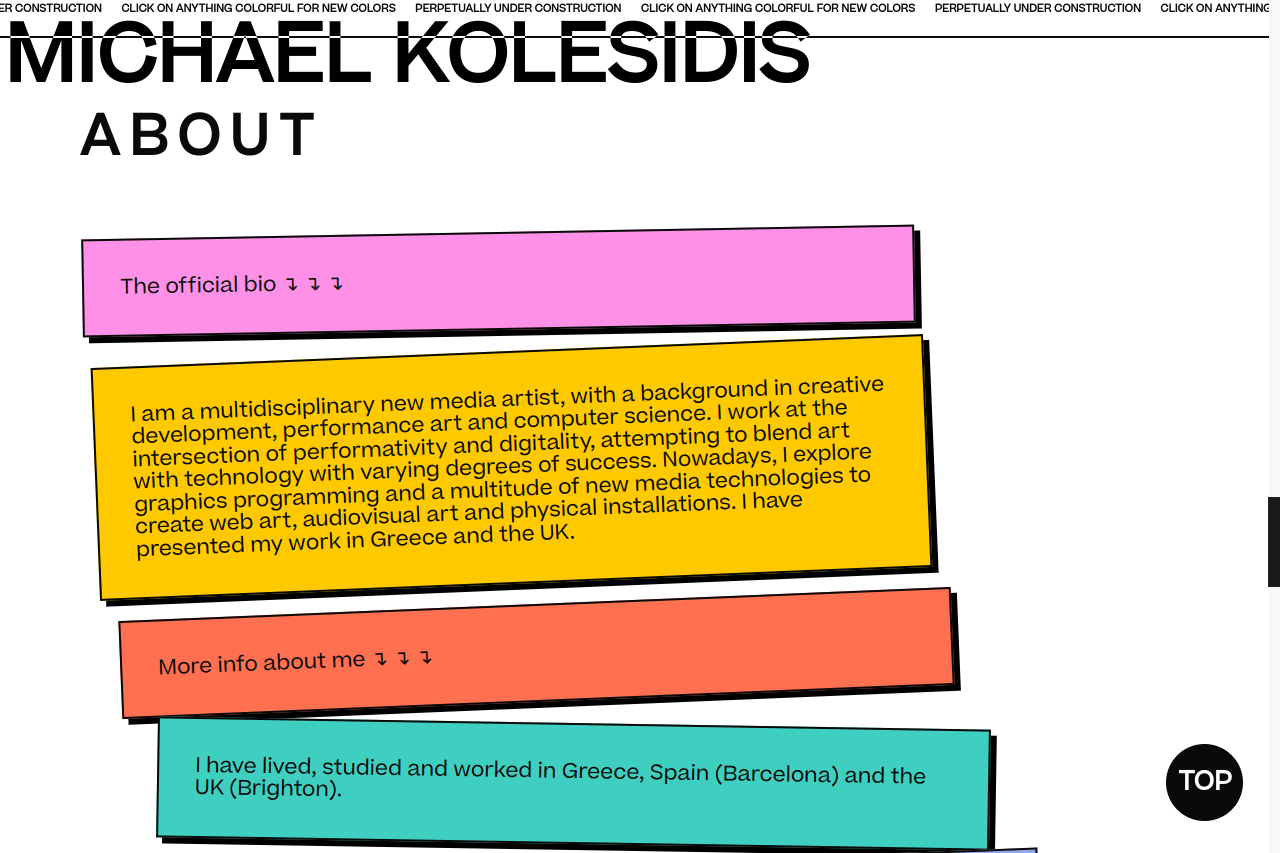 ER CONSTRUCTION CLICK ON ANYTHING COLORFUL FOR NEW COLORS PERPETUALLY UNDER CONSTRUCTION CLICK ON ANYTHING COLORFUL FOR NEW COLORS PERPETUALLY UNDER CONSTRUCTION CLICK ON ANYTHING
MICHAEL KOLESIDIS
ABOUT
The official bio ↴ ↴ ↴
I am a multidisciplinary new media artist, with a background in creative
development, performance art and computer science. I work at the
intersection of performativity and digitality, attempting to blend art
with technology with varying degrees of success. Nowadays, I explore
graphics programming and a multitude of new media technologies to
create web art, audiovisual art and physical installations. I have
presented my work in Greece and the UK.
More info about me ↴ ↴ ↴
I have lived, studied and worked in Greece, Spain (Barcelona) and the
UK (Brighton).
TOP